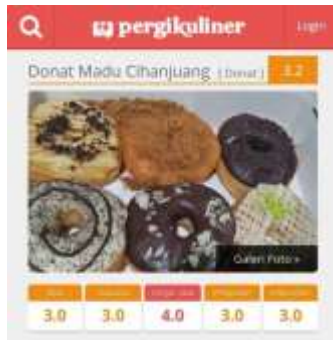 pergikuliner Login
Donat Madu Cihanjuang (Donat) 3.2
Galeri Foto »
3.0 3.0 4.0 3.0 3.0